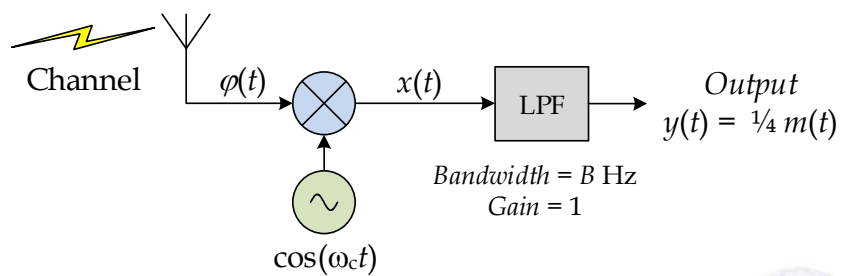 Channel
φ(t)
x(t)
LPF
Output
y(t) = ¼ m(t)
Bandwidth = B Hz
Gain = 1
cos(ωct)